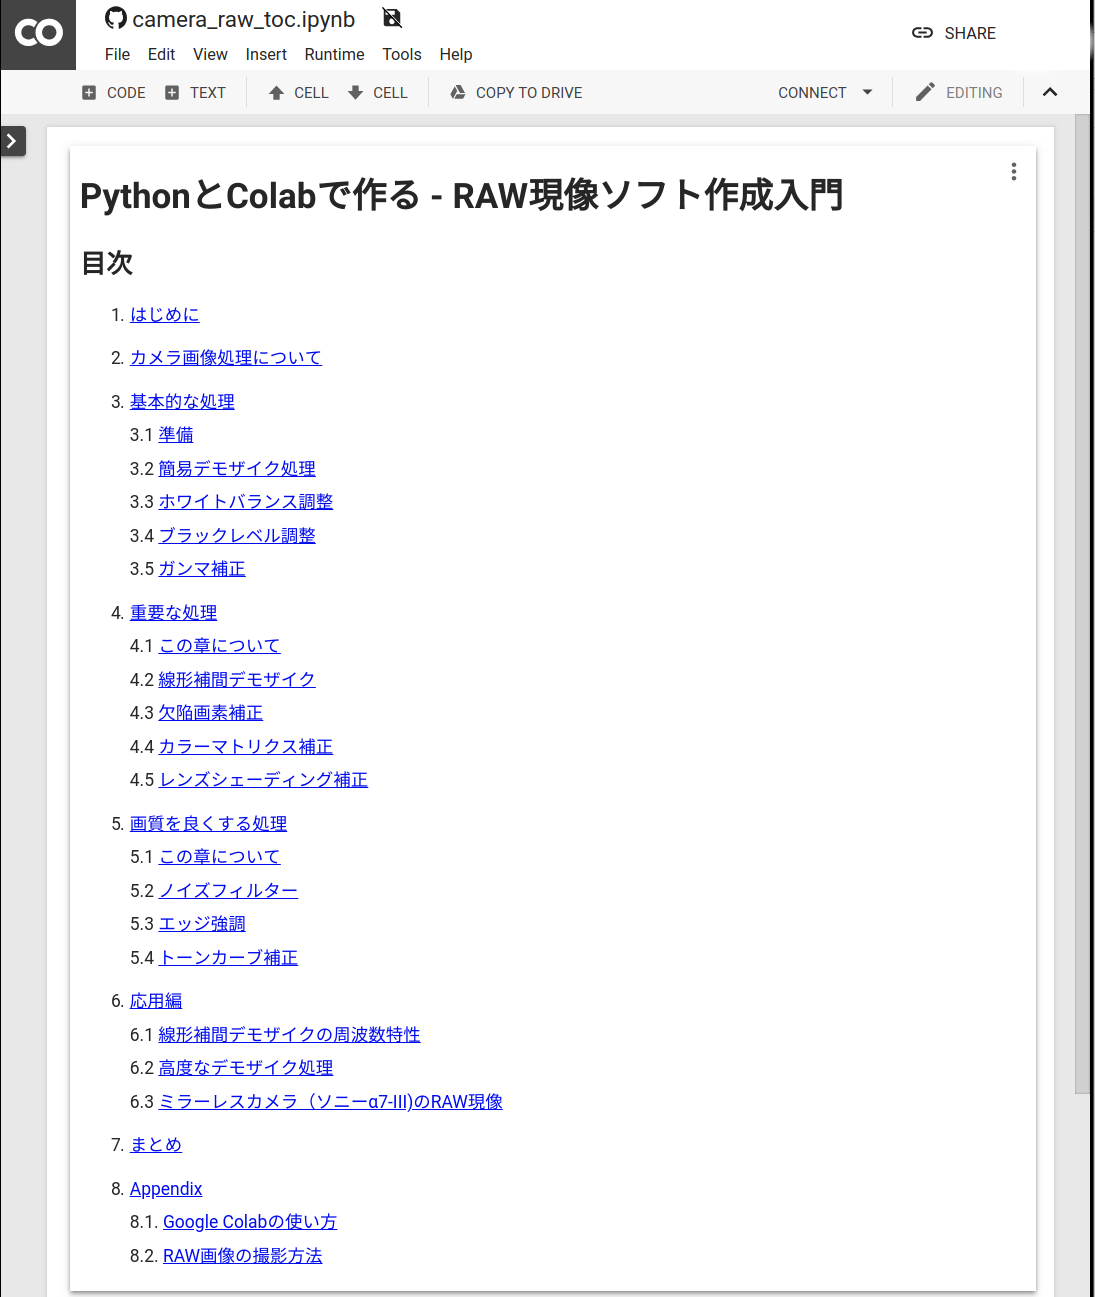 CO
camera_raw_toc.ipynb
SHARE
File Edit View Insert Runtime Tools Help
CODE TEXT CELL CELL COPY TO DRIVE CONNECT EDITING
PythonとColabで作る - RAW現像ソフト作成入門
目次
1. はじめに
2. カメラ画像処理について
3. 基本的な処理
3.1 準備
3.2 簡易デモザイク処理
3.3 ホワイトバランス調整
3.4 ブラックレベル調整
3.5 ガンマ補正
4. 重要な処理
4.1 この章について
4.2 線形補間デモザイク
4.3 欠陥画素補正
4.4 カラーマトリクス補正
4.5 レンズシェーディング補正
5. 画質を良くする処理
5.1 この章について
5.2 ノイズフィルター
5.3 エッジ強調
5.4 トーンカーブ補正
6. 応用編
6.1 線形補間デモザイクの周波数特性
6.2 高度なデモザイク処理
6.3 ミラーレスカメラ（ソニーα7-III)のRAW現像
7. まとめ
8. Appendix
8.1. Google Colabの使い方
8.2. RAW画像の撮影方法